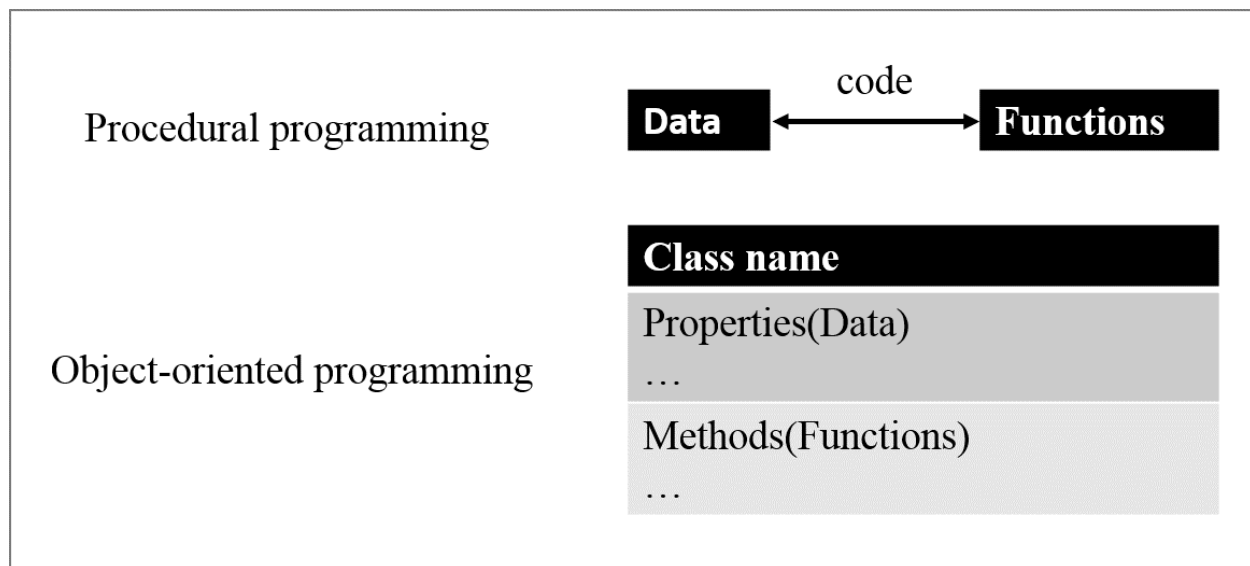 code
Procedural programming
Data
Functions
Class name
Properties(Data)
…
Object-oriented programming
Methods(Functions)
…